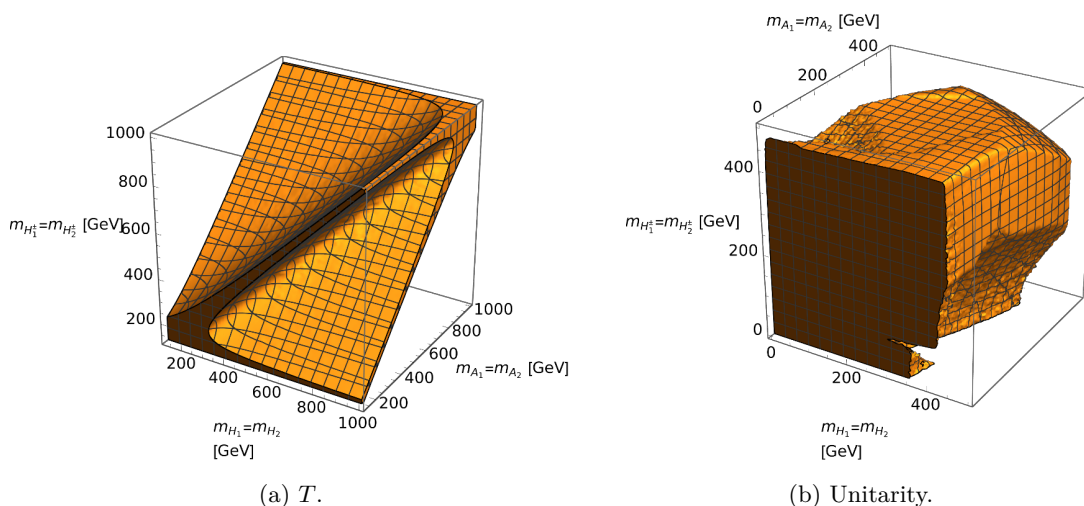 1000
800
600
400
200
m_{H_1^±}=m_{H_2^±} [GeV]
200
400
600
800
1000
m_{H_1}=m_{H_2}
[GeV]
200
400
600
800
1000
m_{A_1}=m_{A_2} [GeV]
(a) T.
m_{A_1}=m_{A_2} [GeV]
0
200
400
400
200
0
m_{H_1^±}=m_{H_2^±} [GeV]
0
200
400
m_{H_1}=m_{H_2}
[GeV]
(b) Unitarity.